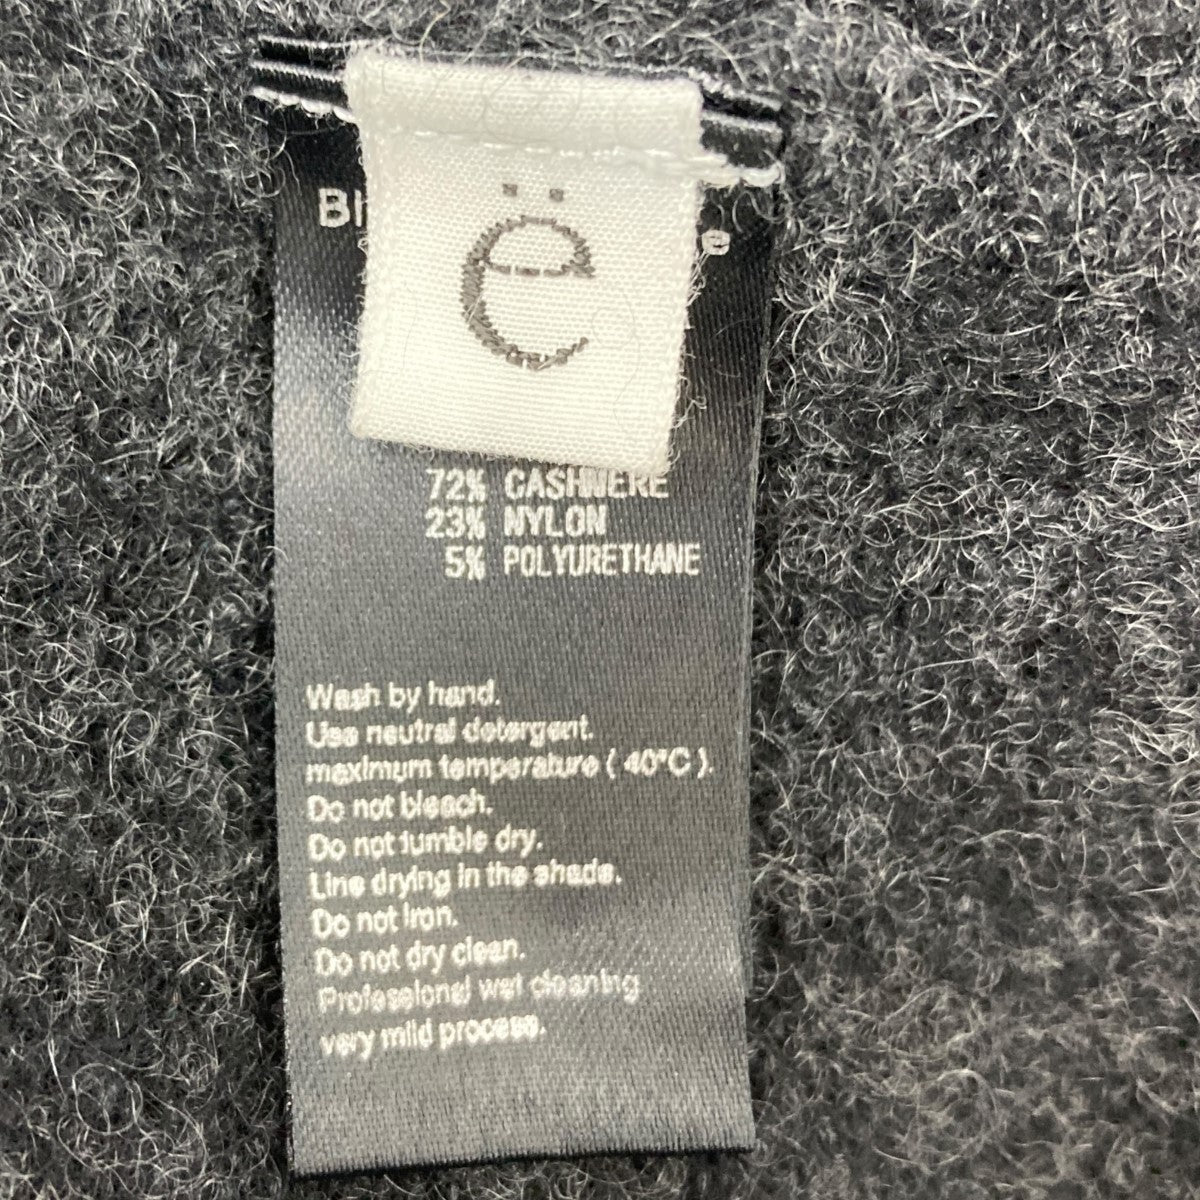 ë
72% CASHMERE
23% NYLON
5% POLYURETHANE
Wash by hand.
Use neutral detergent.
maximum temperature ( 40°C ).
Do not bleach.
Do not tumble dry.
Line drying in the shade.
Do not iron.
Do not dry clean.
Professional wet cleaning
very mild process.